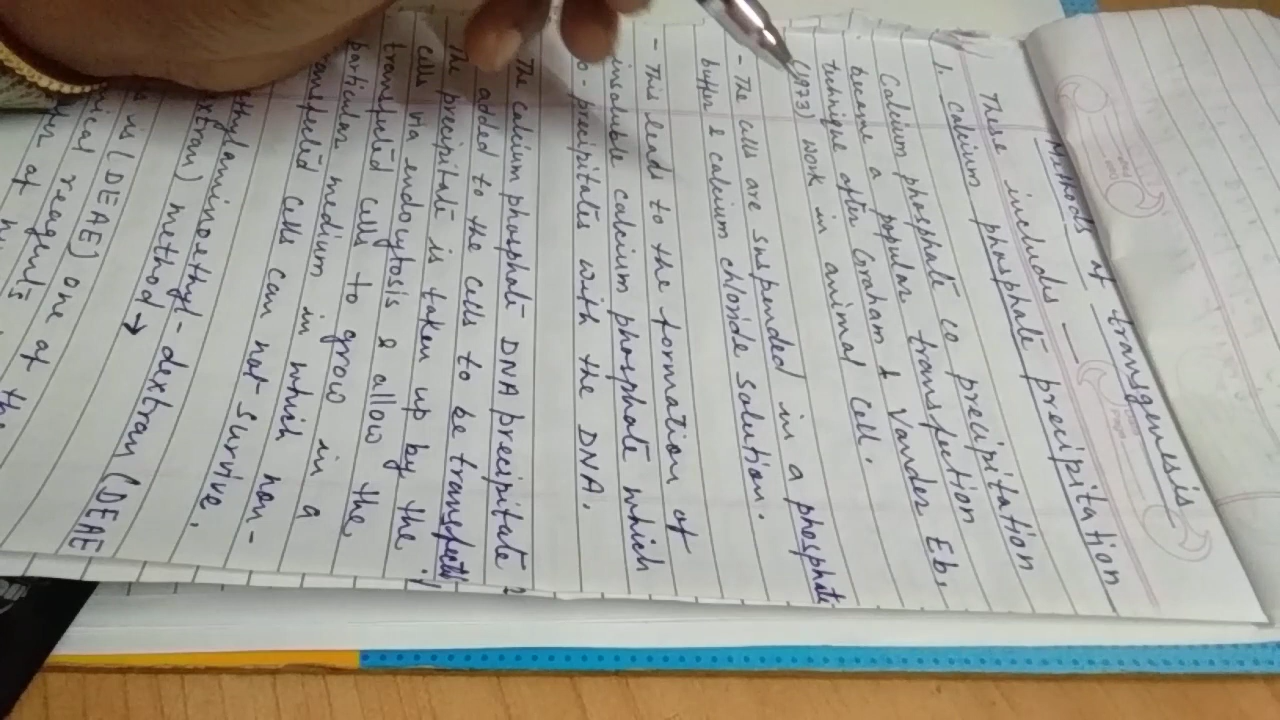 Methods of transgenesis
These includes —
1. Calcium phosphate precipitation
Calcium phosphate co precipitation
became a popular transfection
technique after Graham & Vander Eb,
(1973) work in animal cell.
- The cells are suspended in a phosphate
buffer & calcium chloride solution.
- This leads to the formation of
insoluble calcium phosphate which
co-precipitates with the DNA.
The calcium phosphate DNA precipitate
added to the cells to be transfected
The precipitate is taken up by the
cells via endocytosis & allow the
transfected cells to grow in a
particular medium in which non-
transfected cells can not survive.
dextran (DEAE
method →
is (DEAE) one of the
reagents
of